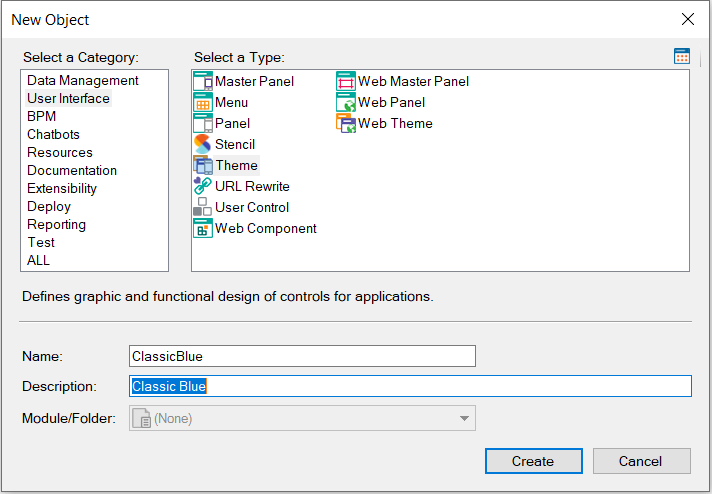 New Object
Select a Category:
Select a Type:
Data Management
User Interface
BPM
Chatbots
Resources
Documentation
Extensibility
Deploy
Reporting
Test
ALL
Master Panel
Menu
Panel
Stencil
Theme
URL Rewrite
User Control
Web Component
Web Master Panel
Web Panel
Web Theme
Defines graphic and functional design of controls for applications.
Name: ClassicBlue
Description: Classic Blue
Module/Folder: (None)
Create Cancel